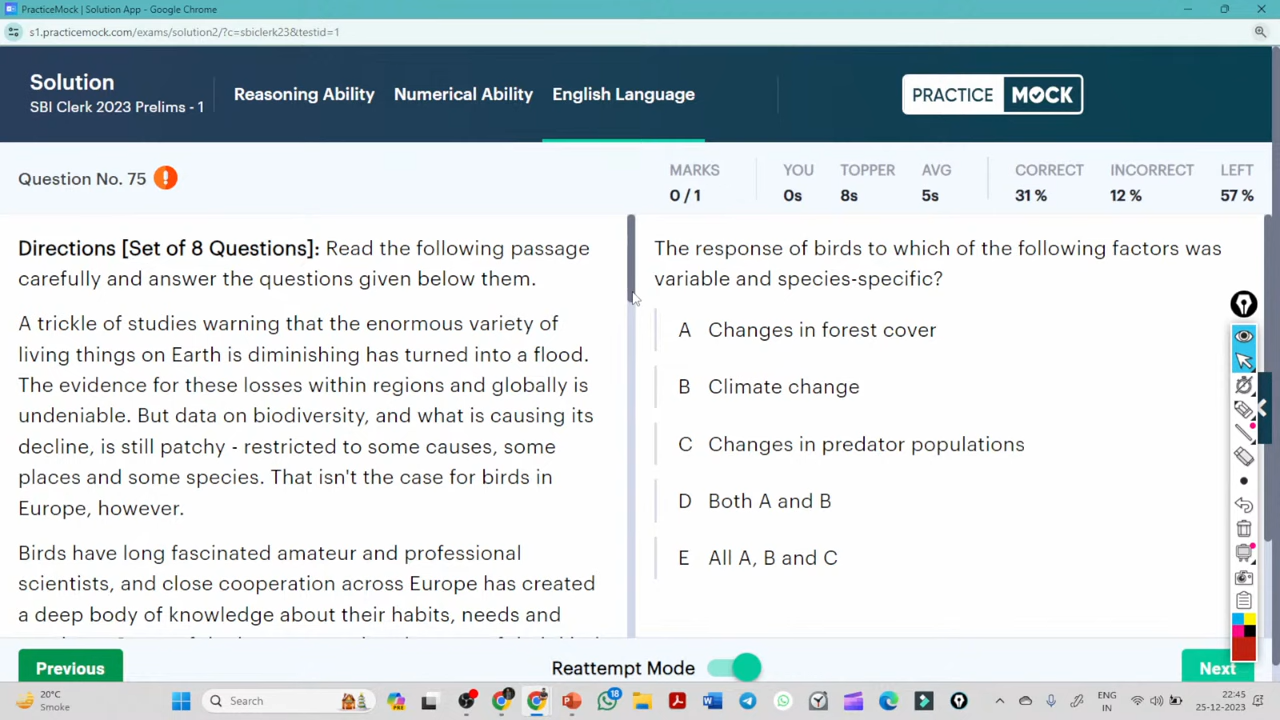 PracticeMock | Solution App - Google Chrome
s1.practicemock.com/exams/solution2/?c=sbiclerk23&testid=1
Solution
SBI Clerk 2023 Prelims - 1
Reasoning Ability
Numerical Ability
English Language
PRACTICE MOCK
Question No. 75
MARKS YOU TOPPER AVG CORRECT INCORRECT LEFT
0 / 1 0s 8s 5s 31 % 12 % 57 %
Directions [Set of 8 Questions]: Read the following passage
carefully and answer the questions given below them.
A trickle of studies warning that the enormous variety of
living things on Earth is diminishing has turned into a flood.
The evidence for these losses within regions and globally is
undeniable. But data on biodiversity, and what is causing its
decline, is still patchy - restricted to some causes, some
places and some species. That isn't the case for birds in
Europe, however.
Birds have long fascinated amateur and professional
scientists, and close cooperation across Europe has created
a deep body of knowledge about their habits, needs and
The response of birds to which of the following factors was
variable and species-specific?
A Changes in forest cover
B Climate change
C Changes in predator populations
D Both A and B
E All A, B and C
Previous
Reattempt Mode
Next
20°C
Smoke
Search
18
ENG
IN
22:45
25-12-2023